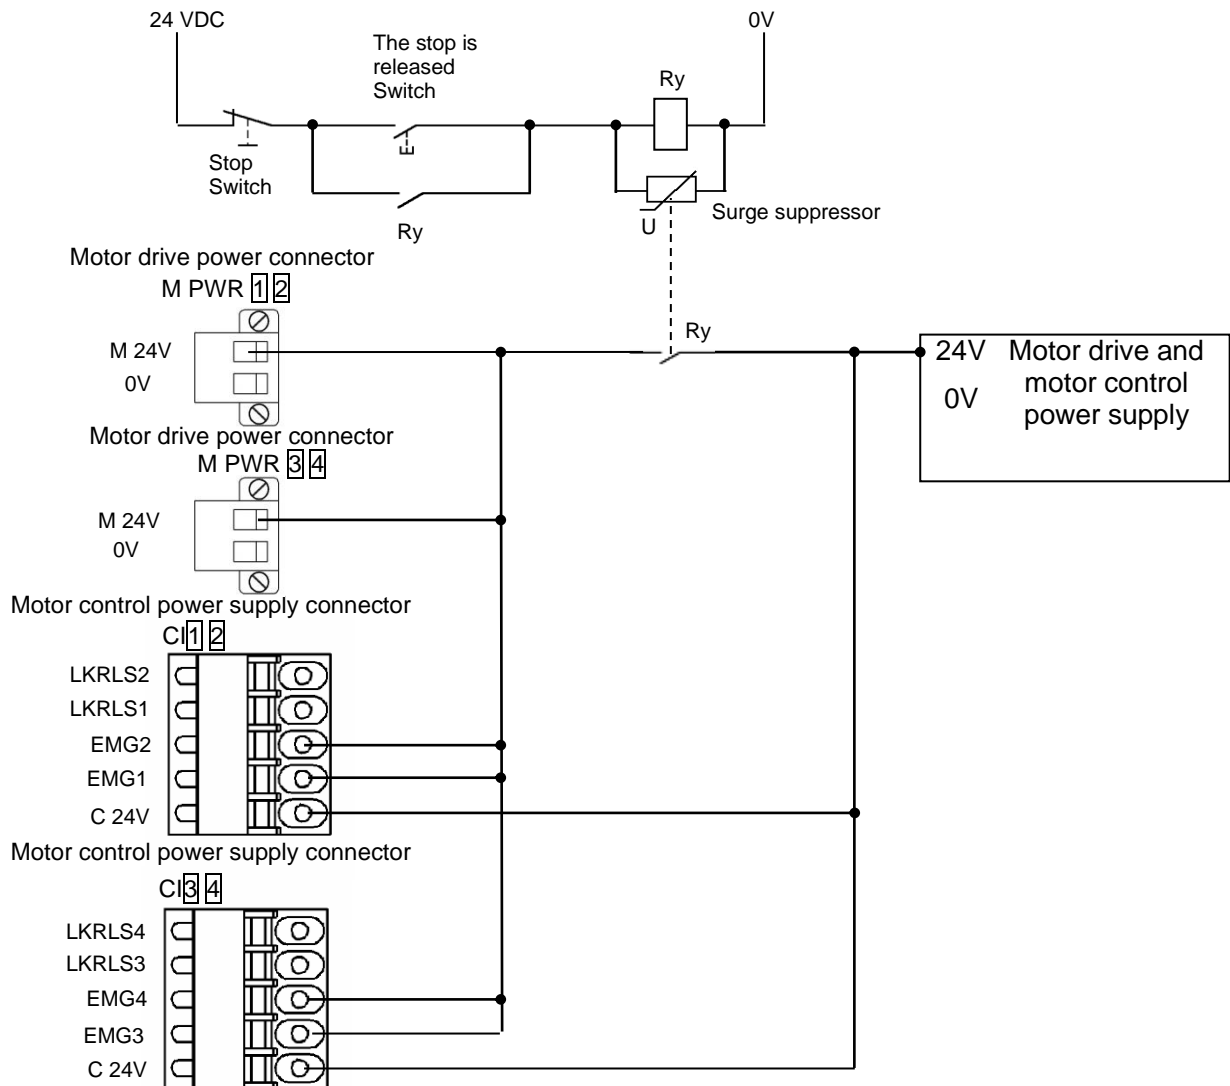 24 VDC
0V
The stop is
released
Switch
Ry
Stop
Switch
Ry
U
Surge suppressor
Motor drive power connector
M PWR 1 2
M 24V
0V
Ry
24V
0V
Motor drive and
motor control
power supply
Motor drive power connector
M PWR 3 4
M 24V
0V
Motor control power supply connector
CI 1 2
LKRLS2
LKRLS1
EMG2
EMG1
C 24V
Motor control power supply connector
CI 3 4
LKRLS4
LKRLS3
EMG4
EMG3
C 24V